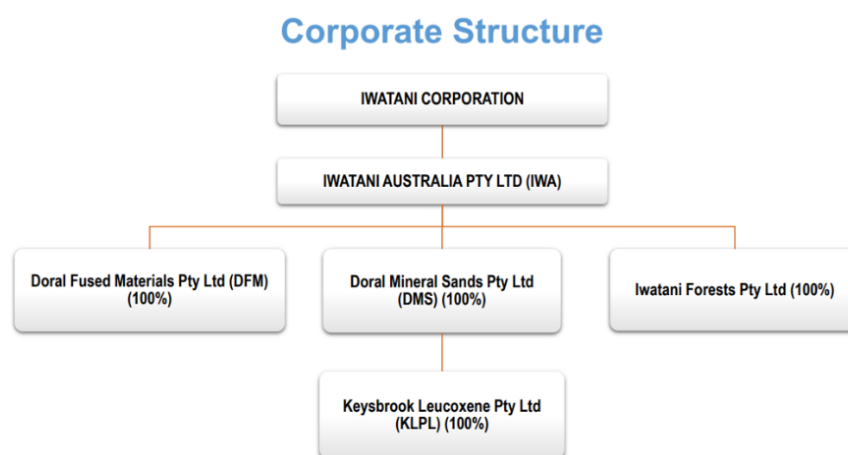 Corporate Structure
IWATANI CORPORATION
IWATANI AUSTRALIA PTY LTD (IWA)
Doral Fused Materials Pty Ltd (DFM)
(100%)
Doral Mineral Sands Pty Ltd
(DMS) (100%)
Iwatani Forests Pty Ltd (100%)
Keysbrook Leucoxene Pty Ltd
(KLPL) (100%)